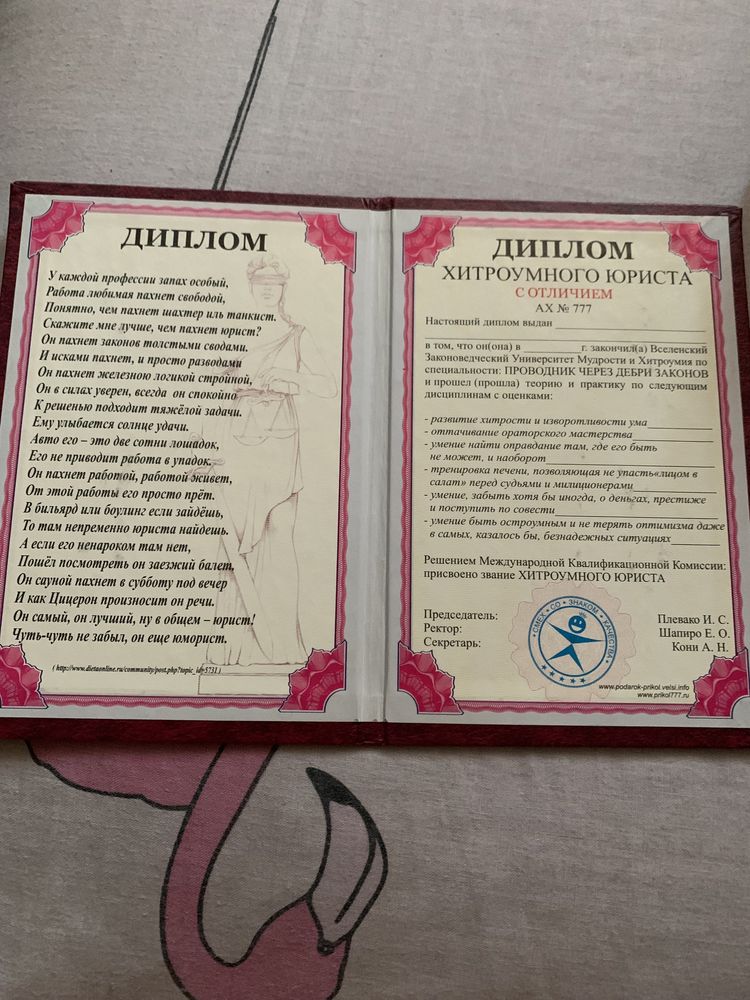 ДИПЛОМ
У каждой профессии запах особый,
Работа любимая пахнет свободой,
Понятно, чем пахнет шахтер иль танкист.
Скажите мне лучше, чем пахнет юрист?
Он пахнет законов толстыми сводами.
И исками пахнет, и просто разводами
Он пахнет железною логикой стройной,
Он в силах уверен, всегда он спокойно
К решенью подходит тяжёлой задачи.
Ему улыбается солнце удачи.
Авто его – это две сотни лошадок,
Его не приводит работа в упадок.
Он пахнет работой, работой живет,
От этой работы его просто прёт.
В бильярд или боулинг если зайдёшь,
То там непременно юриста найдешь.
А если его ненароком там нет,
Пошёл посмотреть он заезжий балет,
Он сауной пахнет в субботу под вечер
И как Цицерон произносит он речи.
Он самый, он лучший, ну в общем – юрист!
Чуть-чуть не забыл, он еще юморист.
( http://www.dietaonline.ru/community/post.php?topic_id=5731 )
ДИПЛОМ
ХИТРОУМНОГО ЮРИСТА
С ОТЛИЧИЕМ
АХ № 777
Настоящий диплом выдан
в том, что он(она) в г. закончил(а) Вселенский
Законоведческий Университет Мудрости и Хитроумия по
специальности: ПРОВОДНИК ЧЕРЕЗ ДЕБРИ ЗАКОНОВ
и прошел (прошла) теорию и практику по следующим
дисциплинам с оценками:
- развитие хитрости и изворотливости ума
- оттачивание ораторского мастерства
- умение найти оправдание там, где его быть
не может, и наоборот
- тренировка печени, позволяющая не упасть«лицом в
салат» перед судьями и милиционерами
- умение, забыть хотя бы иногда, о деньгах, престиже
и поступить по совести
- умение быть остроумным и не терять оптимизма даже
в самых, казалось бы, безнадежных ситуациях
Решением Международной Квалификационной Комиссии:
присвоено звание ХИТРОУМНОГО ЮРИСТА
Председатель: Плевако И. С.
Ректор: Шапиро Е. О.
Секретарь: Кони А. Н.
СМЕХ • СО • ЗНАКОМ • КАЧЕСТВА
www.podarok-prikol.velsi.info
www.prikol777.ru